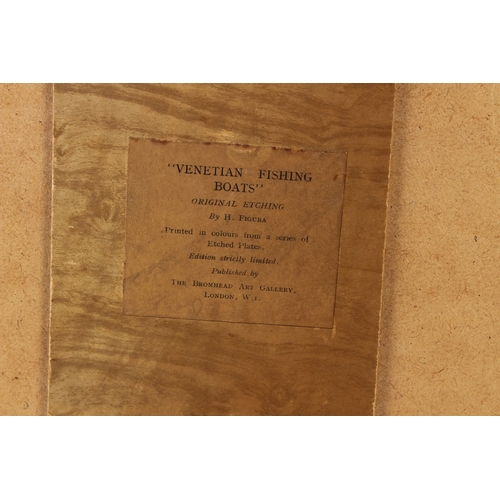 "VENETIAN FISHING
BOATS"
ORIGINAL ETCHING
By H. FIGURA
Printed in colours from a series of
Etched Plates.
Edition strictly limited.
Published by
THE BROMHEAD ART GALLERY,
LONDON, W.1.